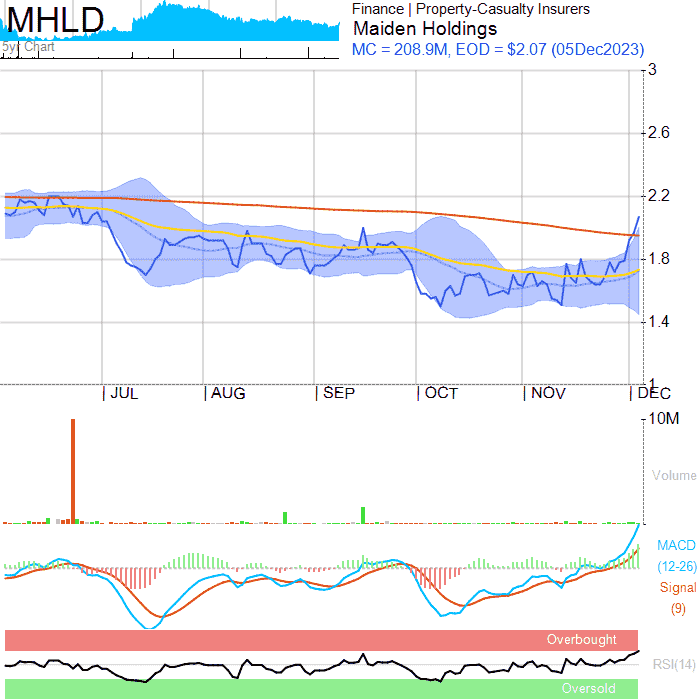 MHLD
5yr Chart
Finance | Property-Casualty Insurers
Maiden Holdings
MC = 208.9M, EOD = $2.07 (05Dec2023)
3
2.6
2.2
1.8
1.4
1
| JUL | AUG | SEP | OCT | NOV | DEC
10M
Volume
MACD
(12-26)
Signal
(9)
Overbought
RSI(14)
Oversold